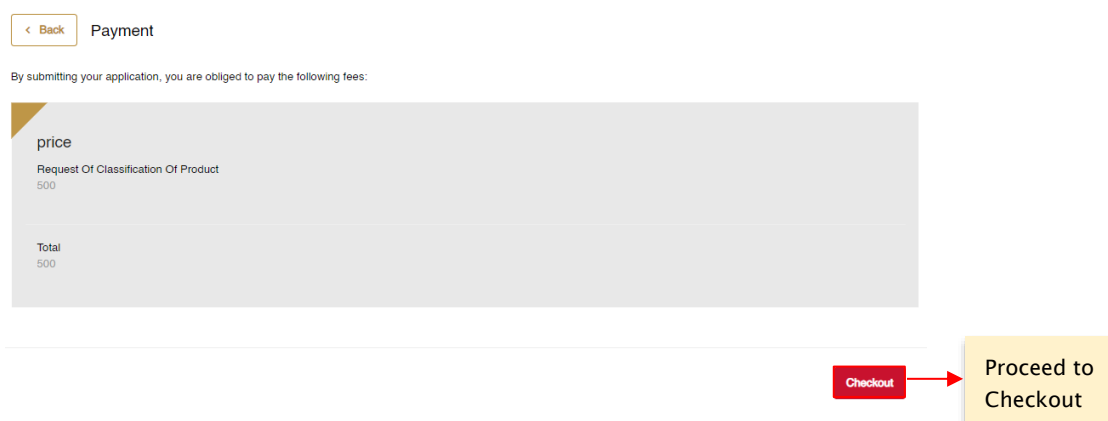 < Back
Payment
By submitting your application, you are obliged to pay the following fees:
price
Request Of Classification Of Product
500
Total
500
Checkout
Proceed to
Checkout